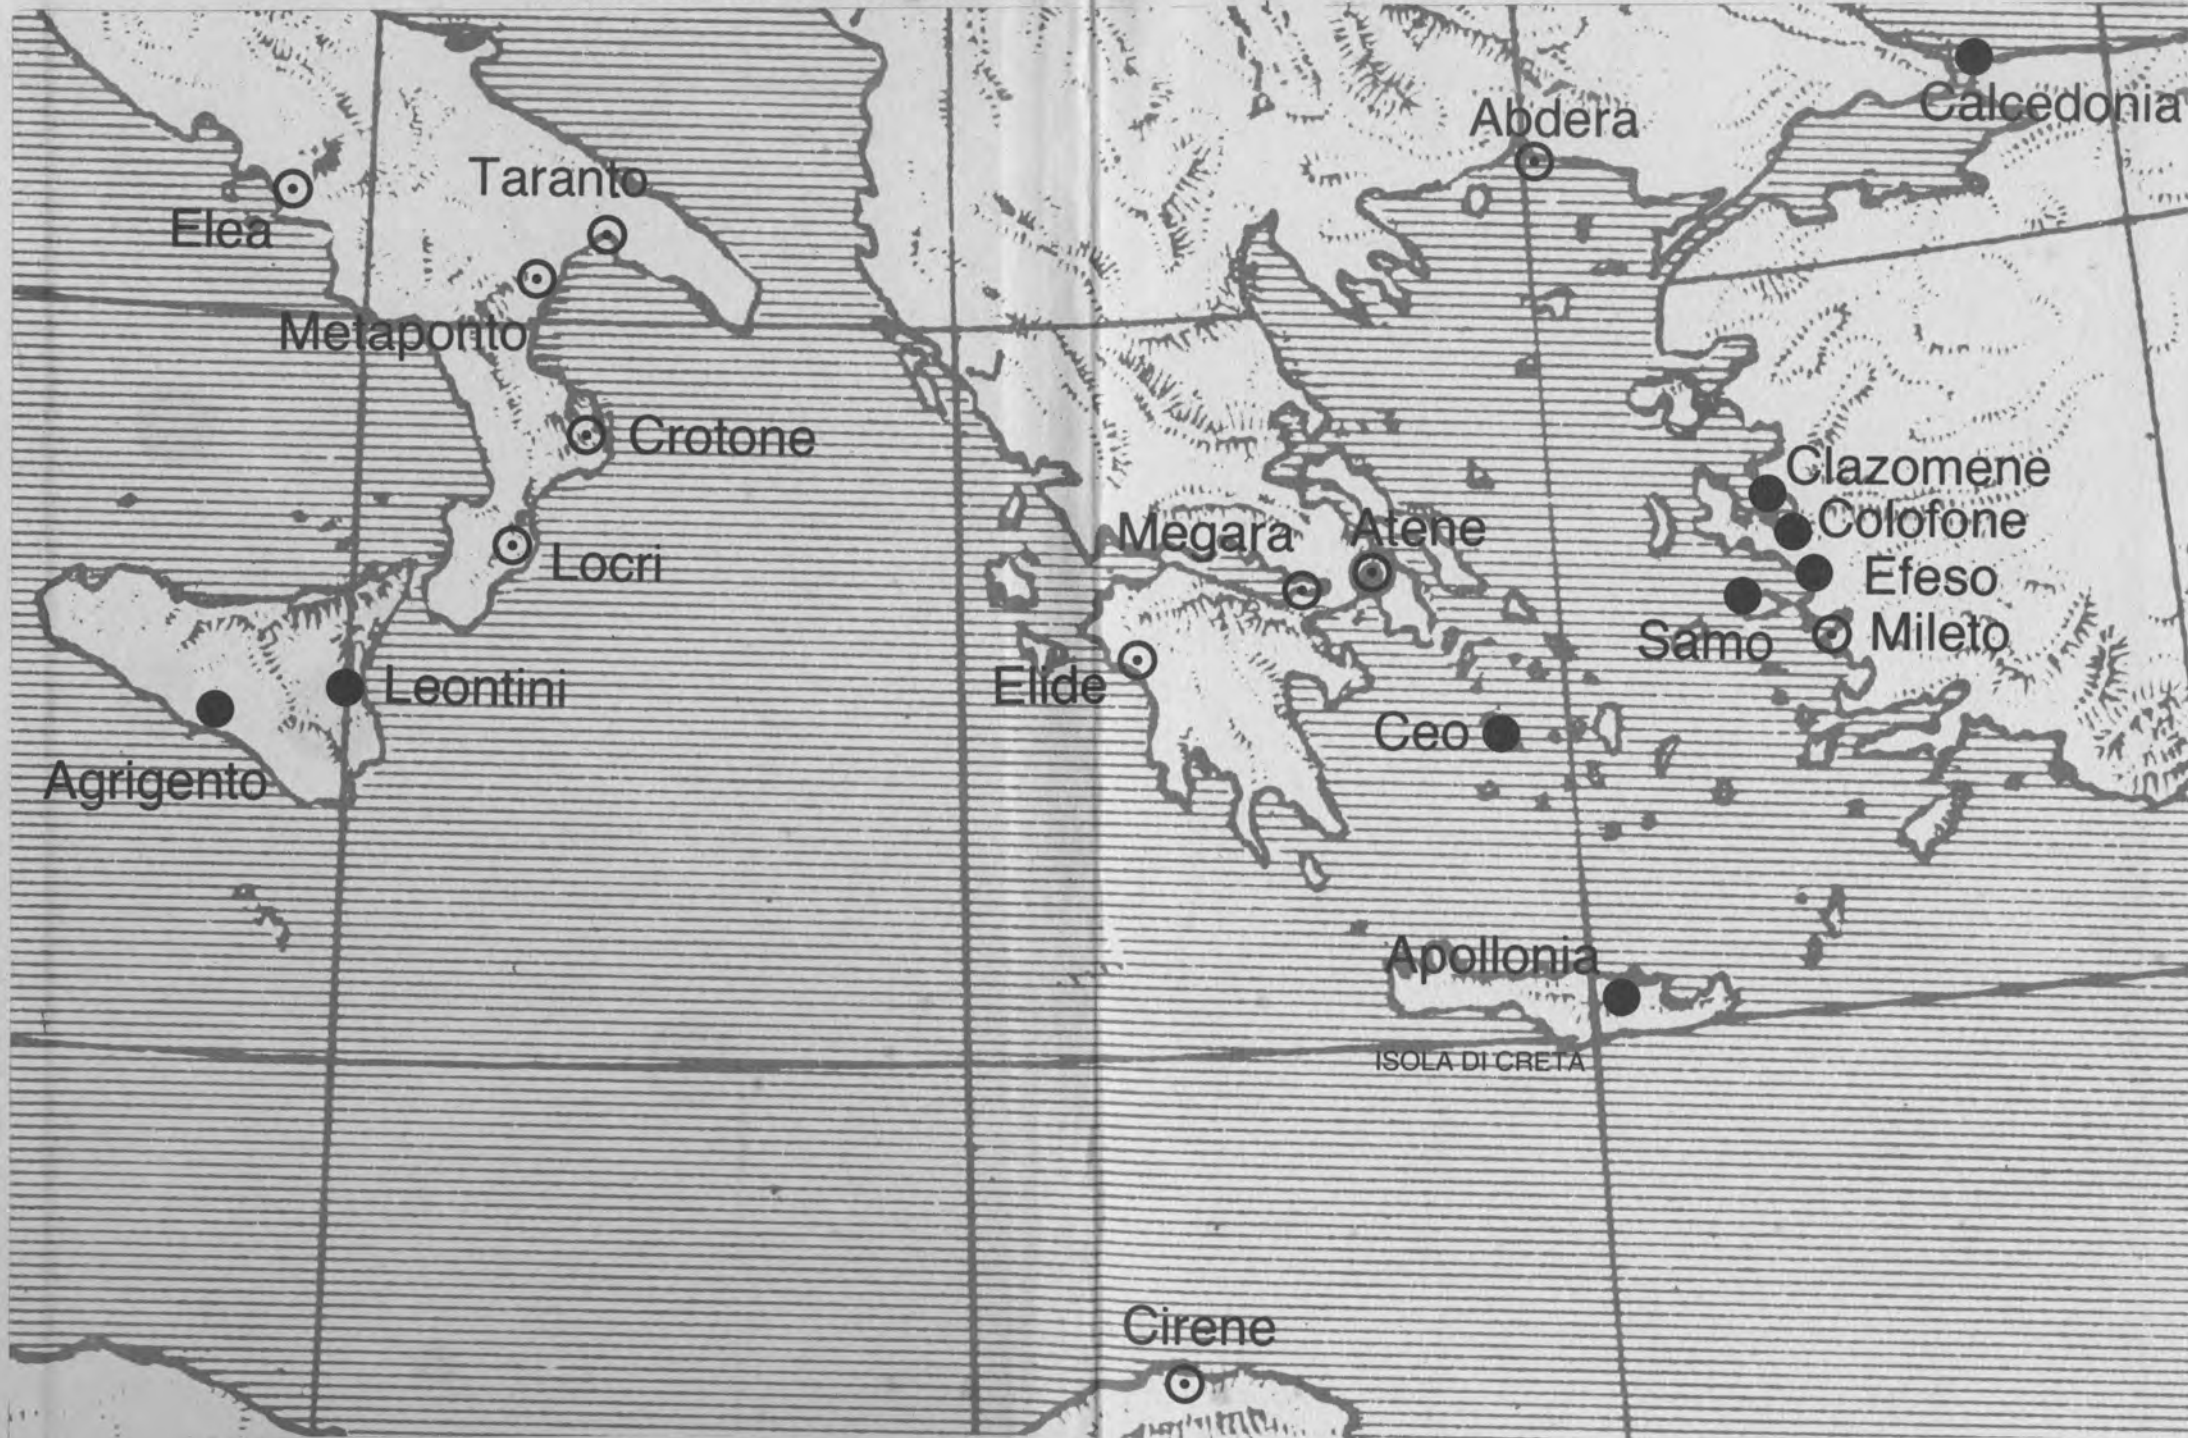 Calcedonia
Abdera
Taranto
Elea
Metaponto
Crotone
Clazomene
Colofone
Megara
Atene
Locri
Efeso
Samo
Mileto
Elide
Leontini
Ceo
Agrigento
Apollonia
ISOLA DI CRETA
Cirene